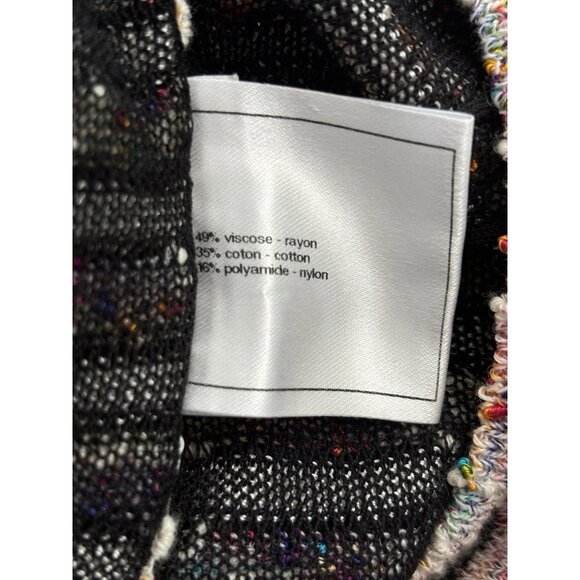 49% viscose - rayon
35% coton - cotton
16% polyamide - nylon